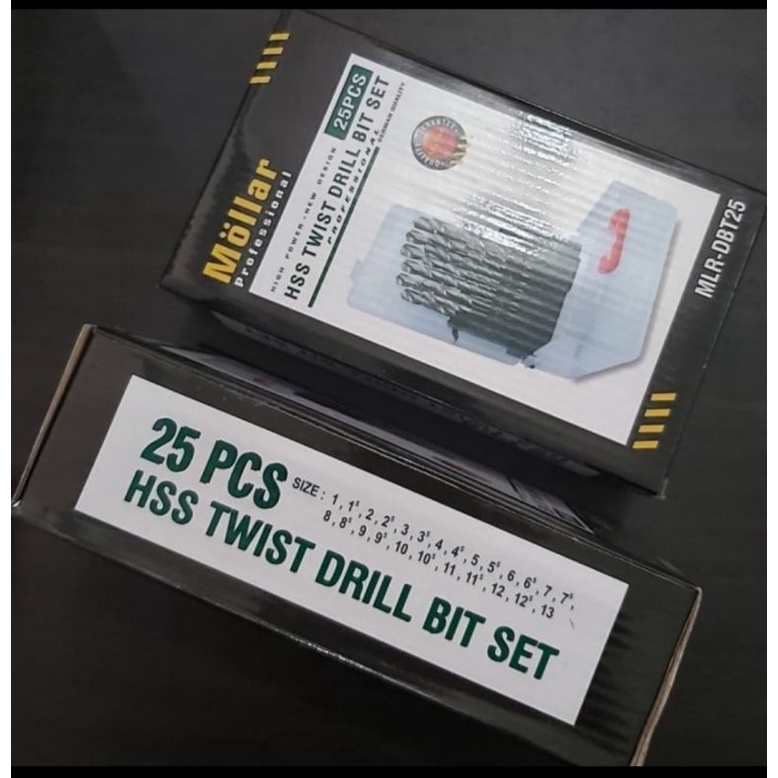 Möllar
Professional
HIGH POWER - NEW DESIGN
25PCS
HSS TWIST DRILL BIT SET
PROFESSIONAL
GERMAN QUALITY
MLR-DBT25
25 PCS
SIZE : 1, 1⁵, 2, 2⁵, 3, 3⁵, 4, 4⁵, 5, 5⁵, 6, 6⁵, 7, 7⁵,
8, 8⁵, 9, 9⁵, 10, 10⁵, 11, 11⁵, 12, 12⁵, 13
HSS TWIST DRILL BIT SET